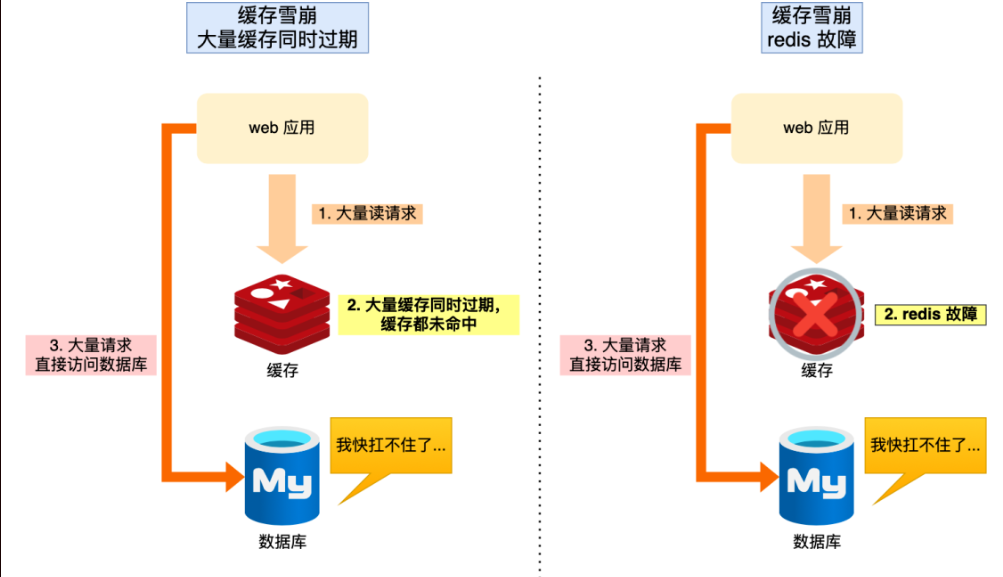 缓存雪崩
大量缓存同时过期
web 应用
1. 大量读请求
2. 大量缓存同时过期，
缓存都未命中
缓存
3. 大量请求
直接访问数据库
我快扛不住了...
My
数据库
缓存雪崩
redis 故障
web 应用
1. 大量读请求
2. redis 故障
缓存
3. 大量请求
直接访问数据库
我快扛不住了...
My
数据库